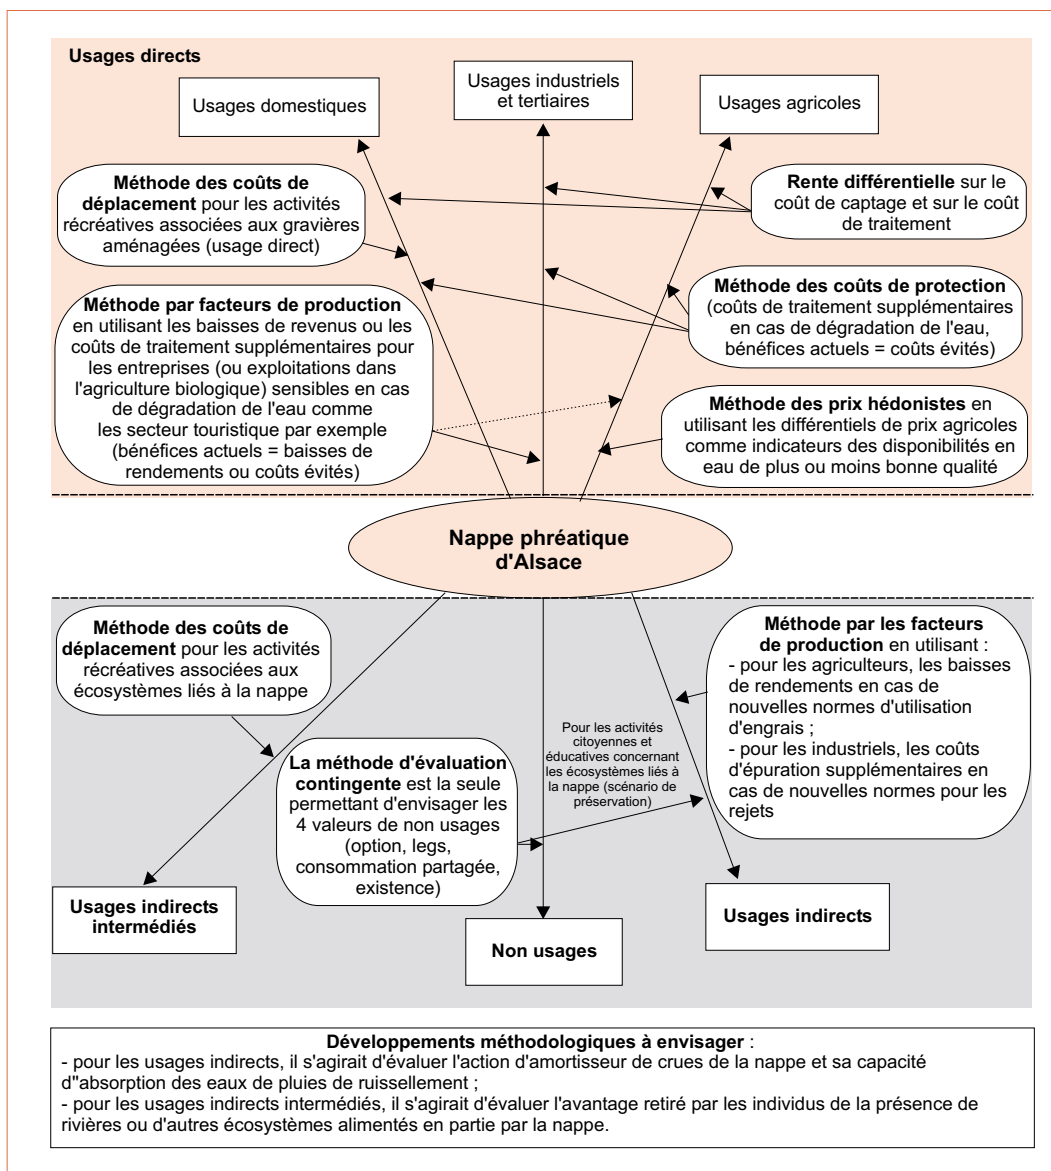 Usages directs
Usages domestiques
Usages industriels
et tertiaires
Usages agricoles
Méthode des coûts de
déplacement pour les activités
récréatives associées aux gravières
aménagées (usage direct)
Rente différentielle sur le
coût de captage et sur le coût
de traitement
Méthode par facteurs de production
en utilisant les baisses de revenus ou les
coûts de traitement supplémentaires pour
les entreprises (ou exploitations dans
l'agriculture biologique) sensibles en cas
de dégradation de l'eau comme
les secteur touristique par exemple
(bénéfices actuels = baisses de
rendements ou coûts évités)
Méthode des coûts de protection
(coûts de traitement supplémentaires
en cas de dégradation de l'eau,
bénéfices actuels = coûts évités)
Méthode des prix hédonistes en
utilisant les différentiels de prix agricoles
comme indicateurs des disponibilités en
eau de plus ou moins bonne qualité
Nappe phréatique
d'Alsace
Méthode des coûts de
déplacement pour les activités
récréatives associées aux
écosystèmes liés à la nappe
La méthode d'évaluation
contingente est la seule
permettant d'envisager les
4 valeurs de non usages
(option, legs,
consommation partagée,
existence)
Pour les activités
citoyennes et
éducatives concernant
les écosystèmes liés à
la nappe (scénario de
préservation)
Méthode par les facteurs
de production en utilisant :
- pour les agriculteurs, les baisses
de rendements en cas de
nouvelles normes d'utilisation
d'engrais ;
- pour les industriels, les coûts
d'épuration supplémentaires en
cas de nouvelles normes pour les
rejets
Usages indirects
intermédiés
Non usages
Usages indirects
Développements méthodologiques à envisager :
- pour les usages indirects, il s'agirait d'évaluer l'action d'amortisseur de crues de la nappe et sa capacité
d"absorption des eaux de pluies de ruissellement ;
- pour les usages indirects intermédiés, il s'agirait d'évaluer l'avantage retiré par les individus de la présence de
rivières ou d'autres écosystèmes alimentés en partie par la nappe.